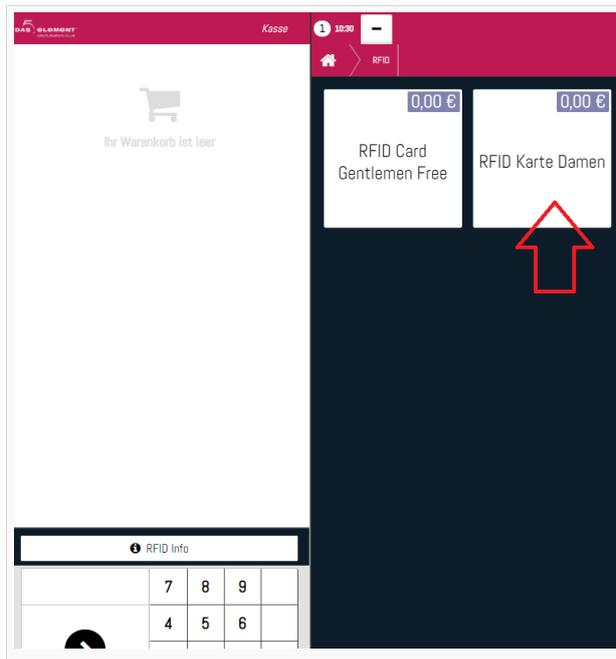 DAS ELEMENT
Kasse
Ihr Warenkorb ist leer
RFID Info
7 8 9
4 5 6
1 10:30
RFID
0,00 €
RFID Card
Gentlemen Free
0,00 €
RFID Karte Damen